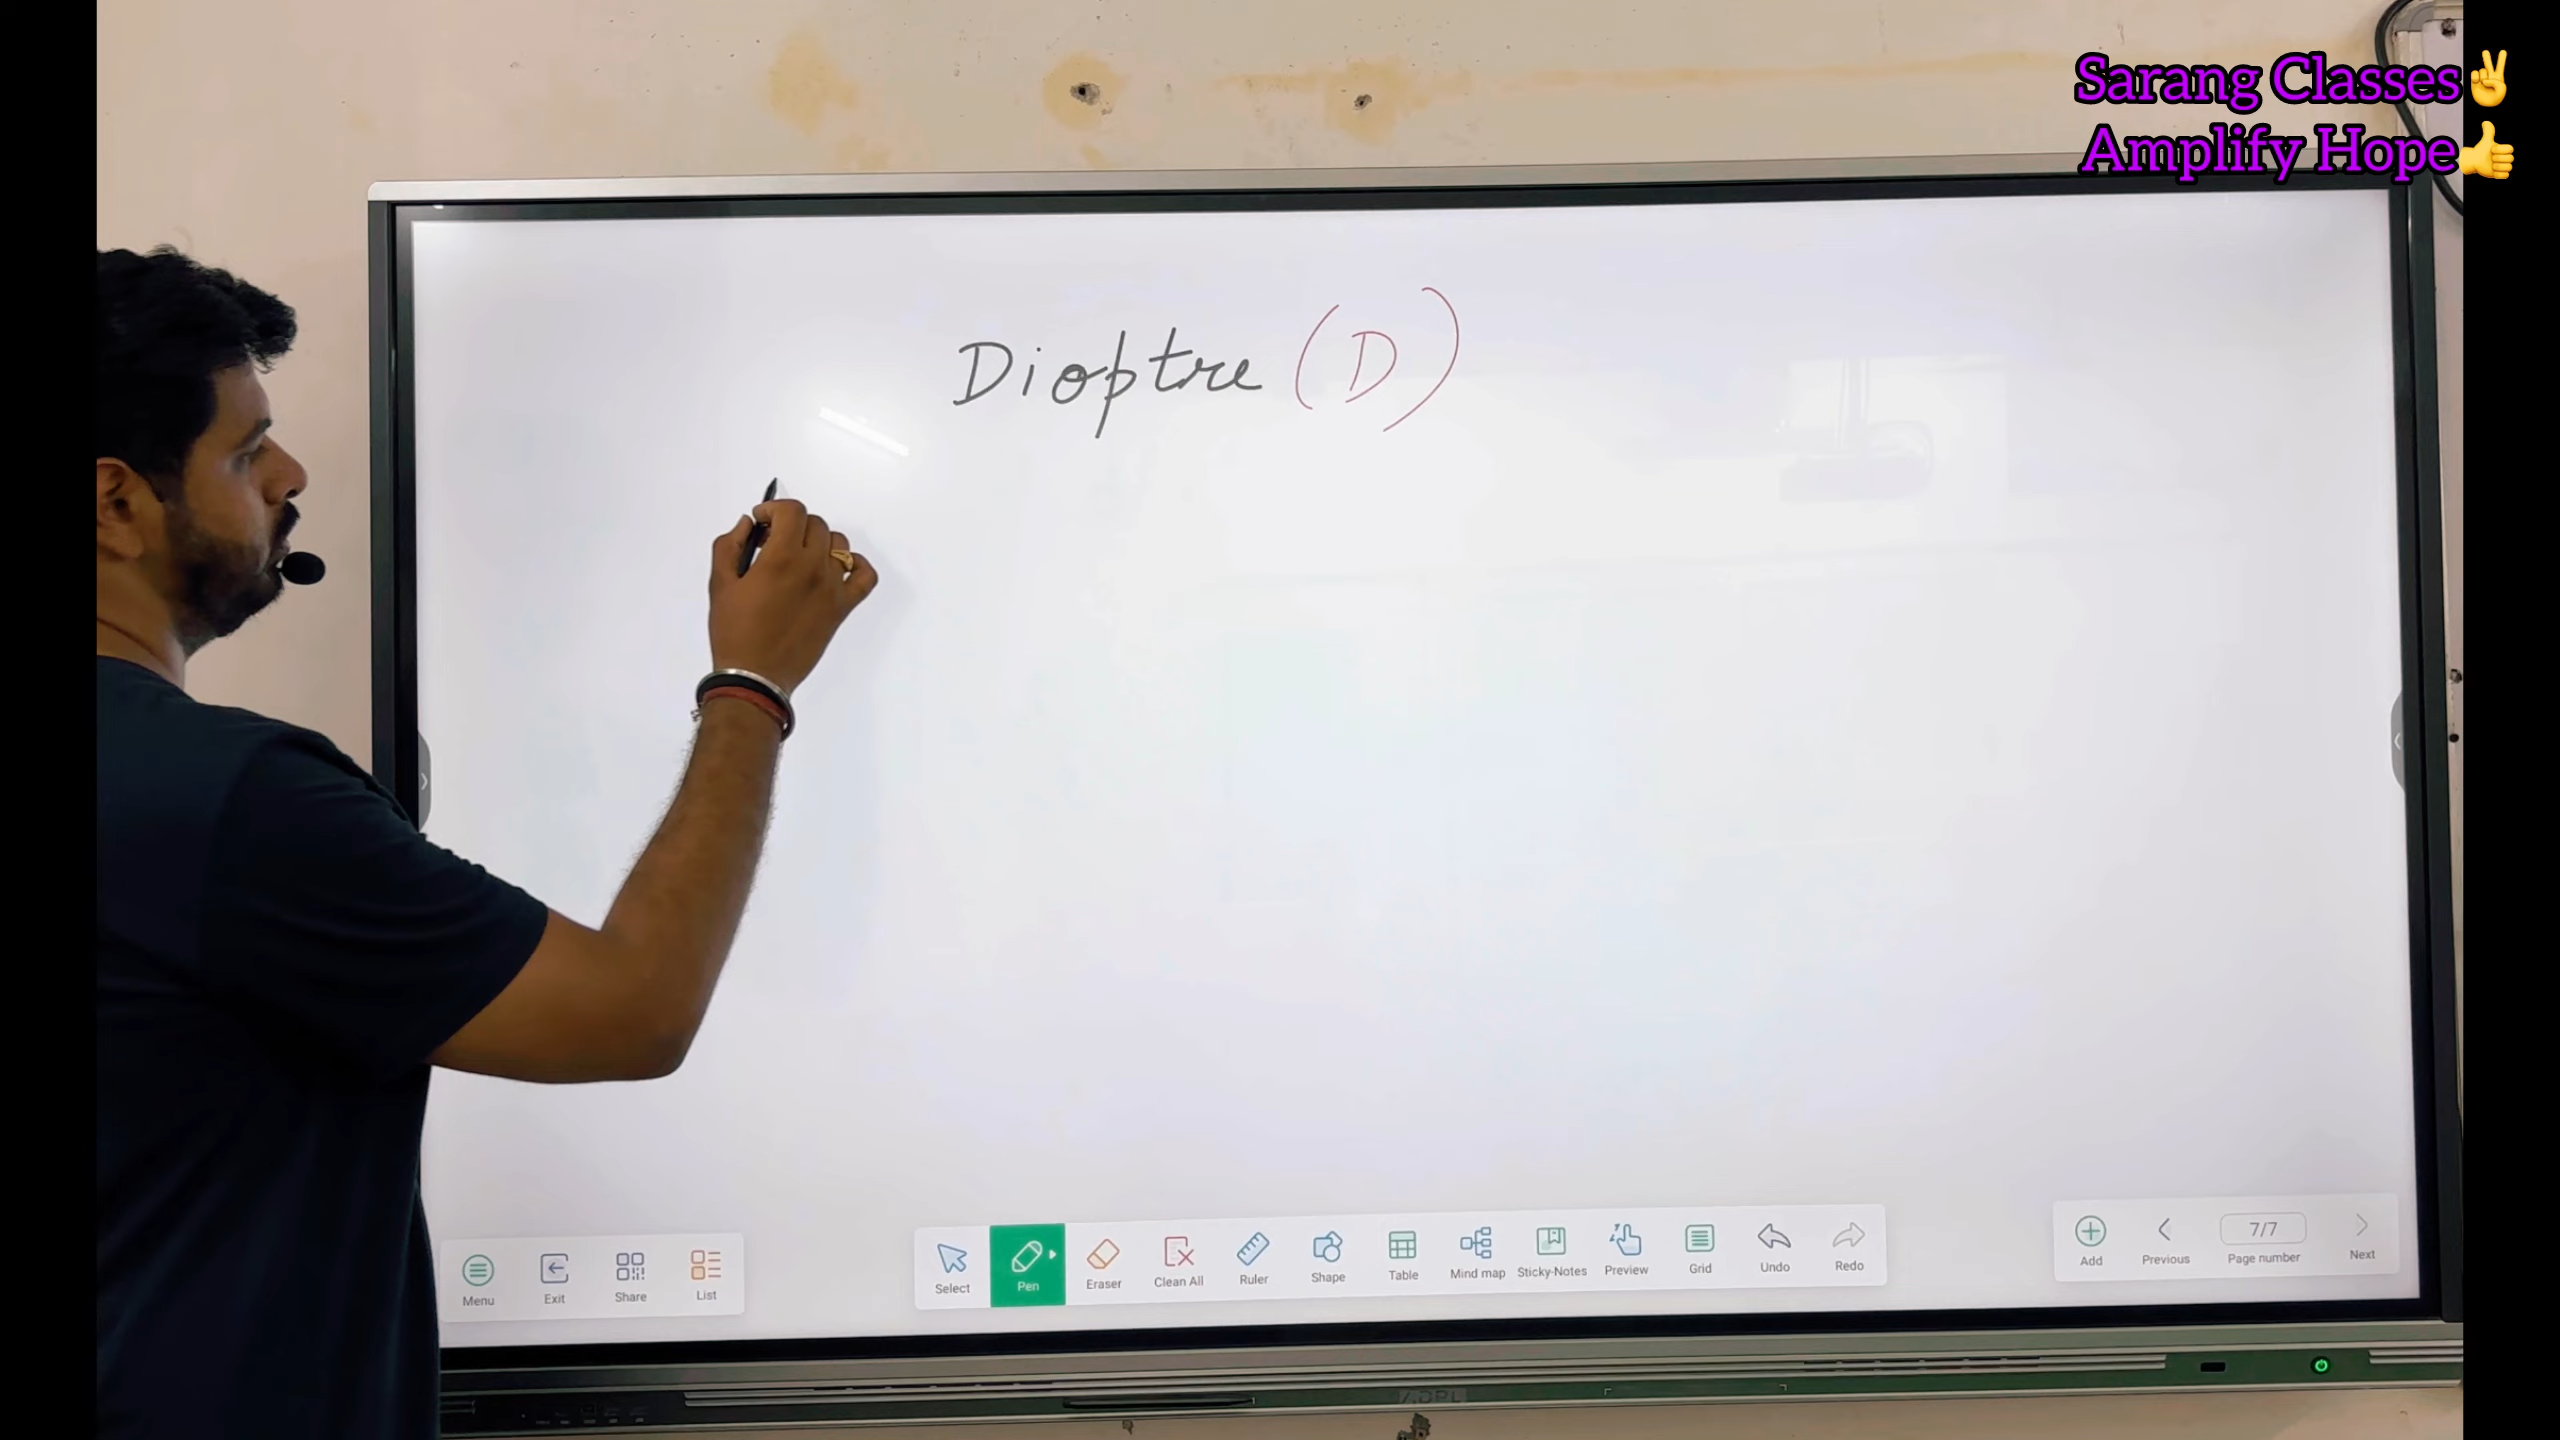 Sarang Classes✌️
Amplify Hope👍
Dioptre (D)
Menu
Exit
Share
List
Select
Pen
Eraser
Clean All
Ruler
Shape
Table
Mind map
Sticky-Notes
Preview
Grid
Undo
Redo
Add
Previous
7/7
Page number
Next